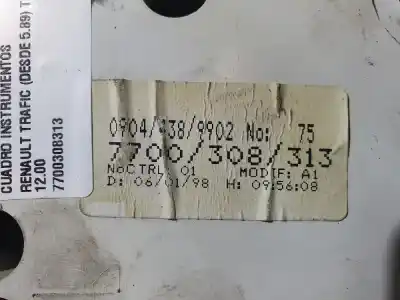 CUADRO INSTRUMENTOS
RENAULT TRAFIC (DESDE 5.89) T
12.00
7700308313
0904/438/9902 No: 75
7700/308/313
NoCTRL 01 MODIF: A1
D: 06/01/98 H: 09:56:08